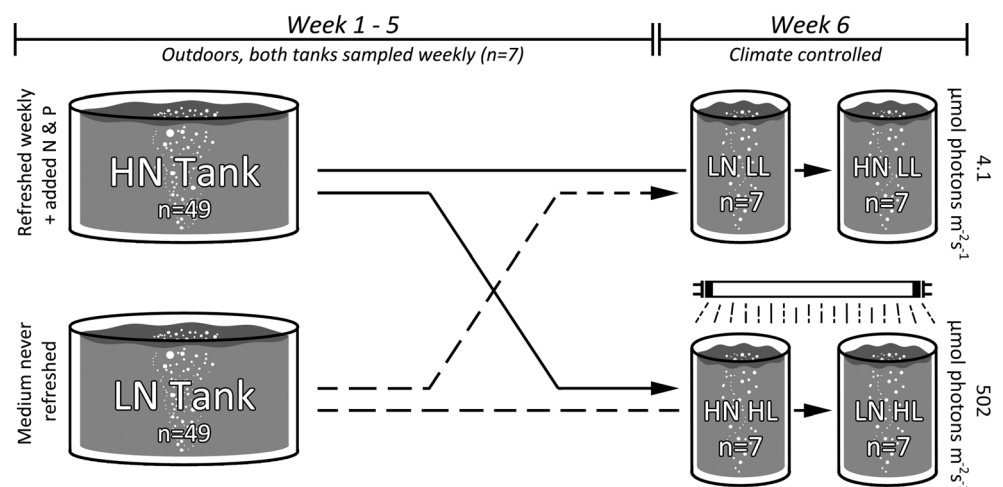 Week 1 - 5
Week 6
Outdoors, both tanks sampled weekly (n=7)
Climate controlled
Refreshed weekly
+ added N & P
HN Tank
n=49
LN LL
n=7
HN LL
n=7
4.1
µmol photons m⁻²s⁻¹
Medium never
refreshed
LN Tank
n=49
HN HL
n=7
LN HL
n=7
502
µmol photons m⁻²s⁻¹